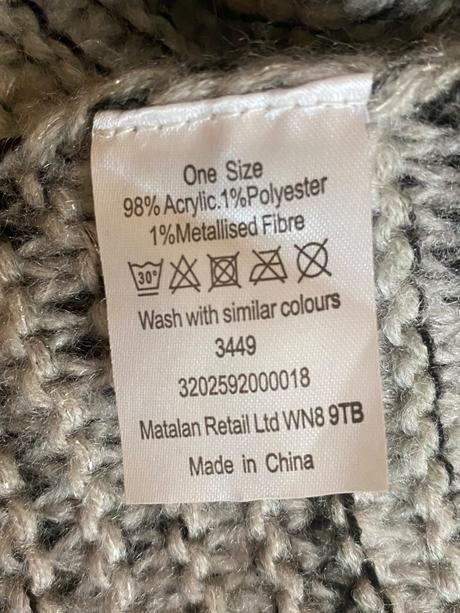 One Size
98% Acrylic.1%Polyester
1%Metallised Fibre
30°
Wash with similar colours
3449
3202592000018
Matalan Retail Ltd WN8 9TB
Made in China